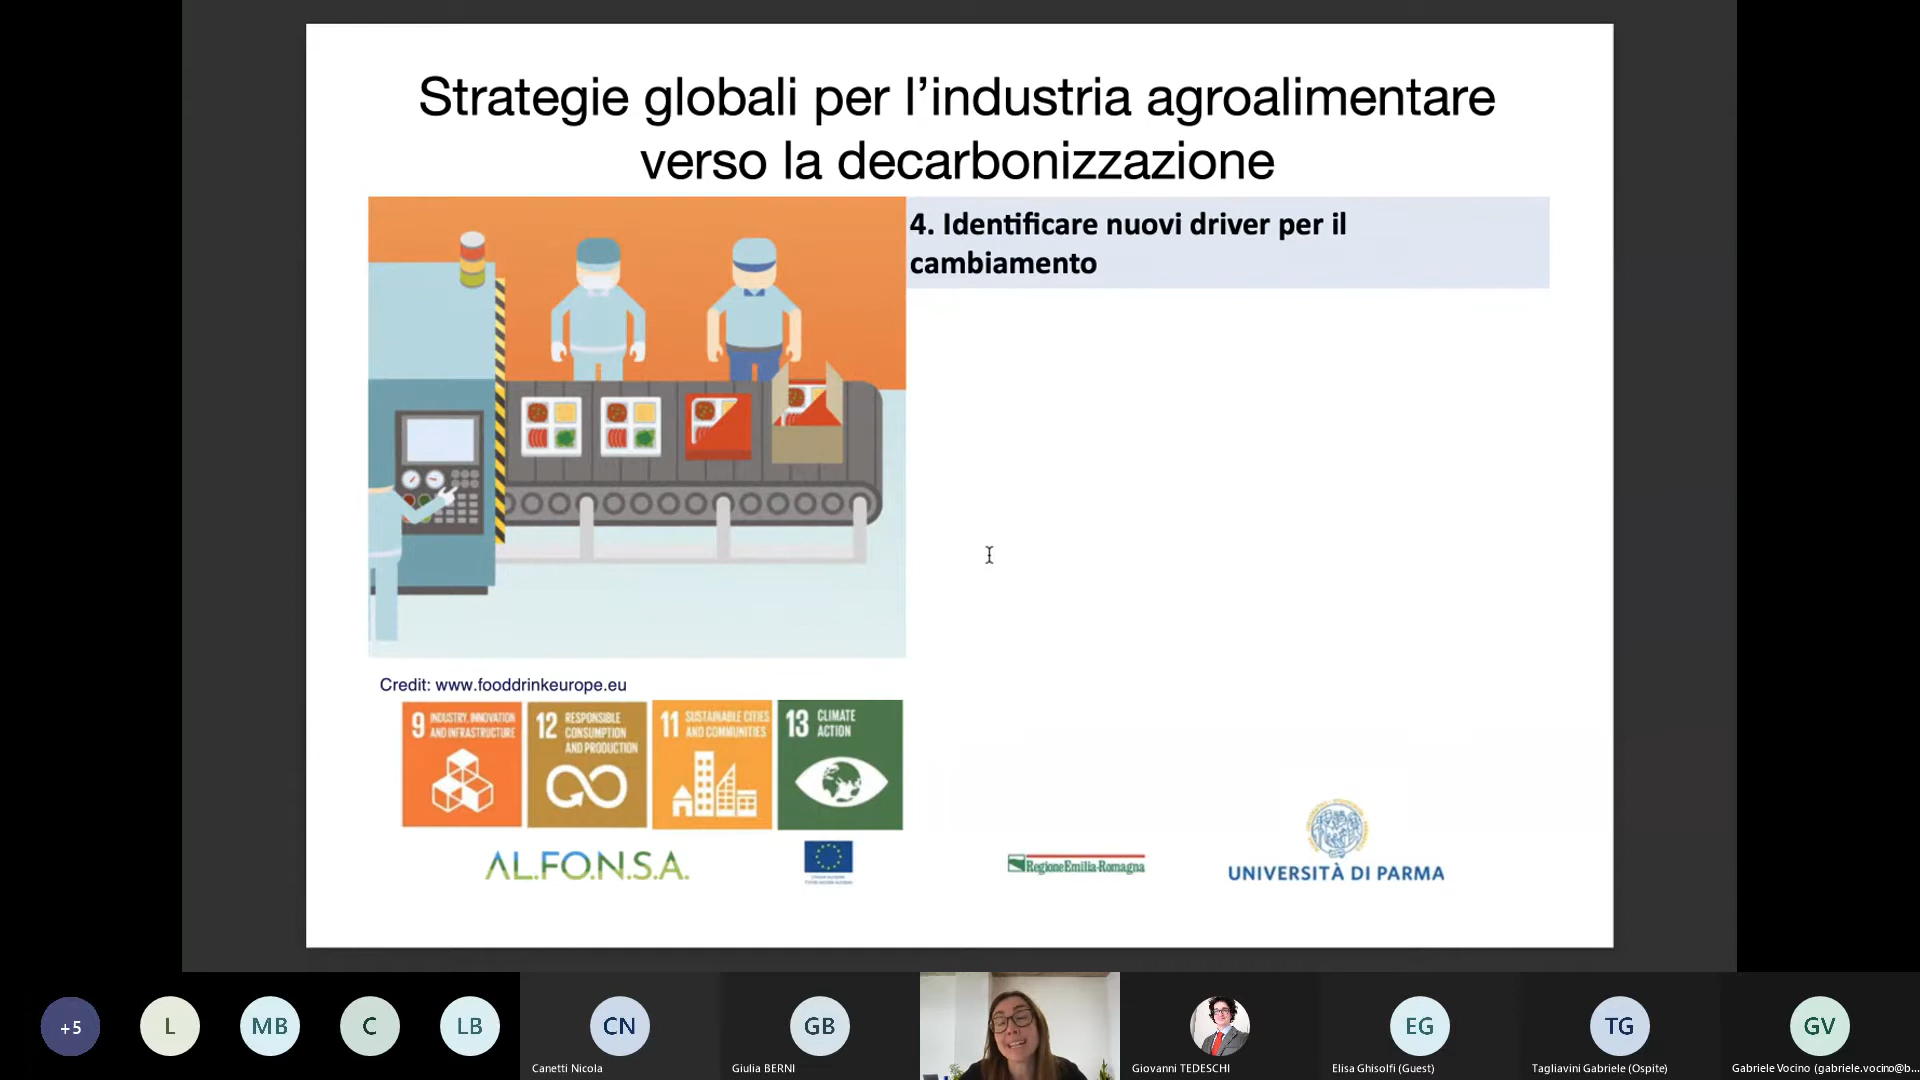 Strategie globali per l’industria agroalimentare
verso la decarbonizzazione
4. Identificare nuovi driver per il
cambiamento
Credit: www.fooddrinkeurope.eu
9 INDUSTRY, INNOVATION
AND INFRASTRUCTURE
12 RESPONSIBLE
CONSUMPTION
AND PRODUCTION
11 SUSTAINABLE CITIES
AND COMMUNITIES
13 CLIMATE
ACTION
AL.FO.N.S.A.
RegioneEmilia-Romagna
UNIVERSITÀ DI PARMA
+5
L
MB
C
LB
CN
GB
EG
TG
GV
Canetti Nicola
Giulia BERNI
Giovanni TEDESCHI
Elisa Ghisolfi (Guest)
Tagliavini Gabriele (Ospite)
Gabriele Vocino (gabriele.vocino@b...